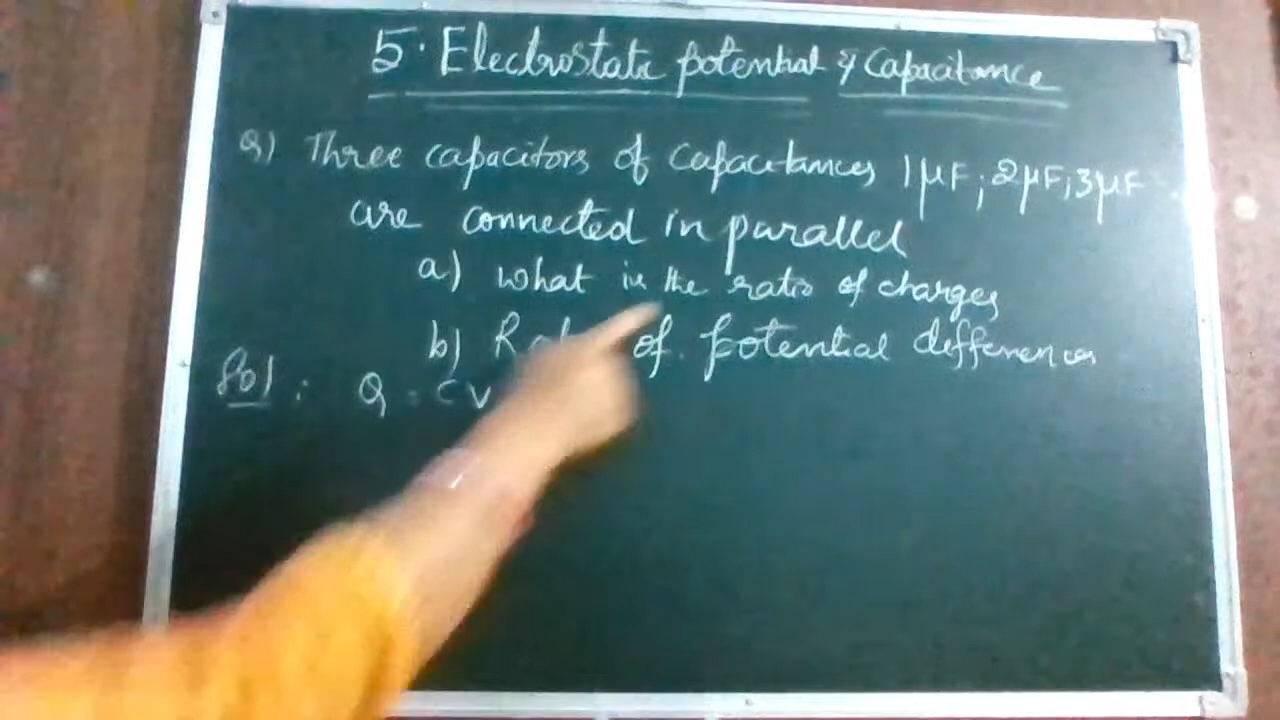 5. Electrostatic potential & Capacitance
Q) Three capacitors of Capacitances 1μF; 2μF; 3μF
are connected in parallel
a) what is the ratio of charges
b) of potential differences
Sol: Q = CV